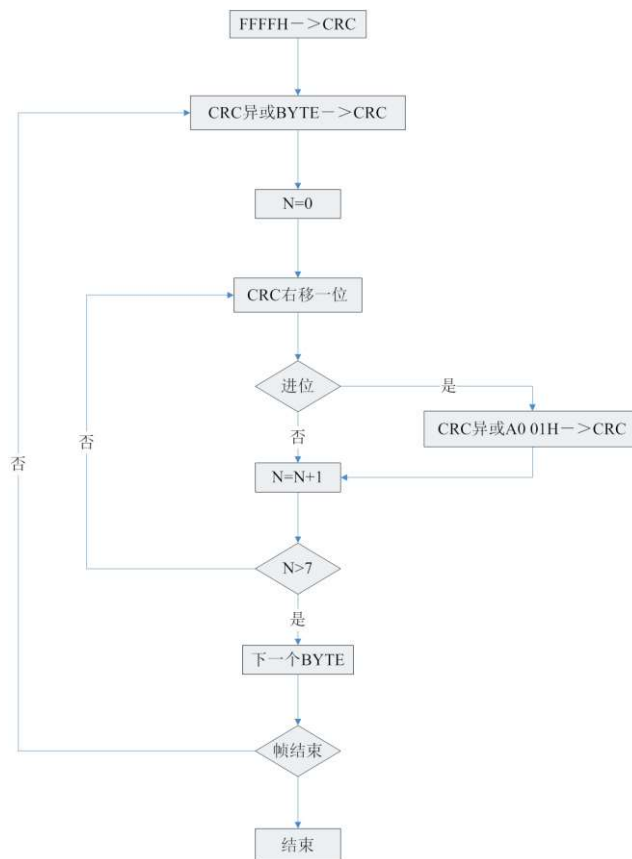 FFFFH－＞CRC
CRC异或BYTE－＞CRC
N=0
CRC右移一位
进位
是
否
CRC异或A0 01H－＞CRC
否
否
N=N+1
N>7
是
下一个BYTE
帧结束
结束